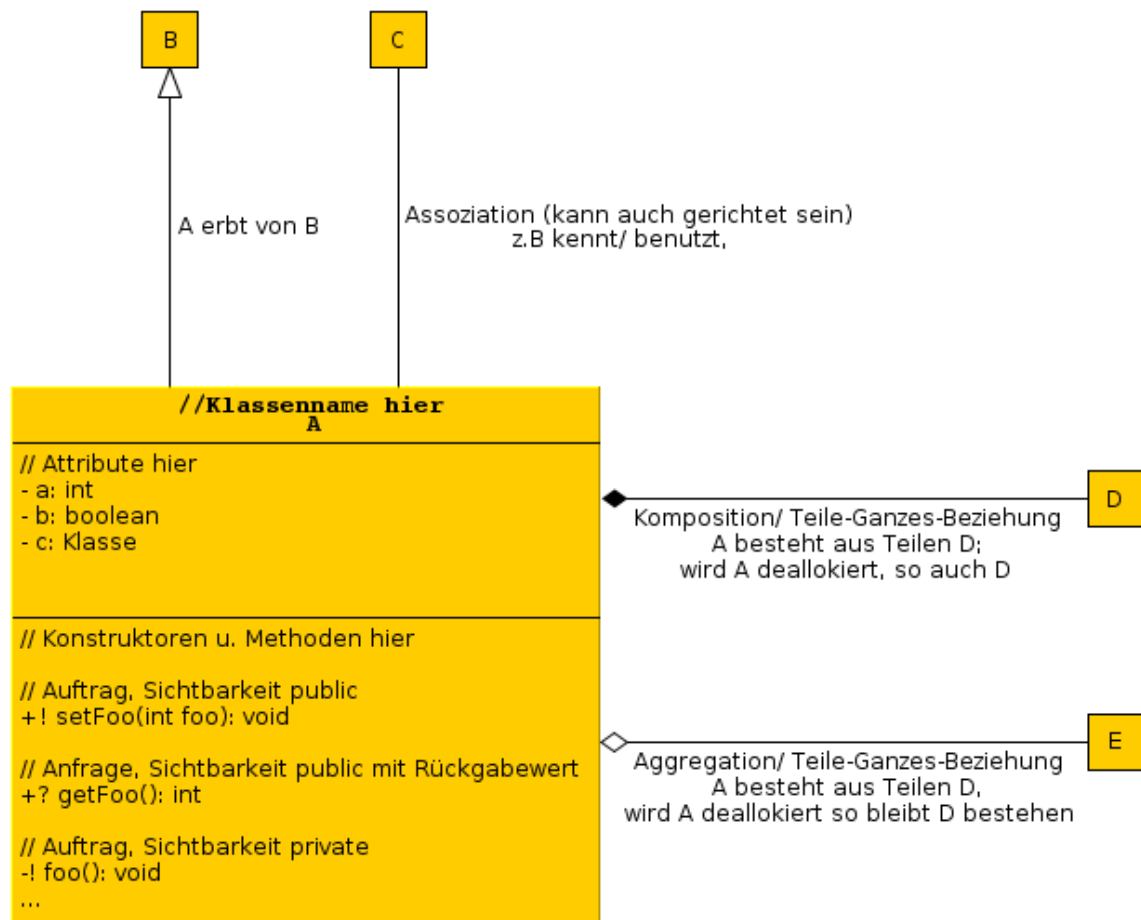 B
C
A erbt von B
Assoziation (kann auch gerichtet sein)
z.B kennt/ benutzt,
//Klassenname hier
A
// Attribute hier
- a: int
- b: boolean
- c: Klasse
D
Komposition/ Teile-Ganzes-Beziehung
A besteht aus Teilen D;
wird A deallokiert, so auch D
// Konstruktoren u. Methoden hier
// Auftrag, Sichtbarkeit public
+! setFoo(int foo): void
// Anfrage, Sichtbarkeit public mit Rückgabewert
+? getFoo(): int
// Auftrag, Sichtbarkeit private
-! foo(): void
...
E
Aggregation/ Teile-Ganzes-Beziehung
A besteht aus Teilen D,
wird A deallokiert so bleibt D bestehen